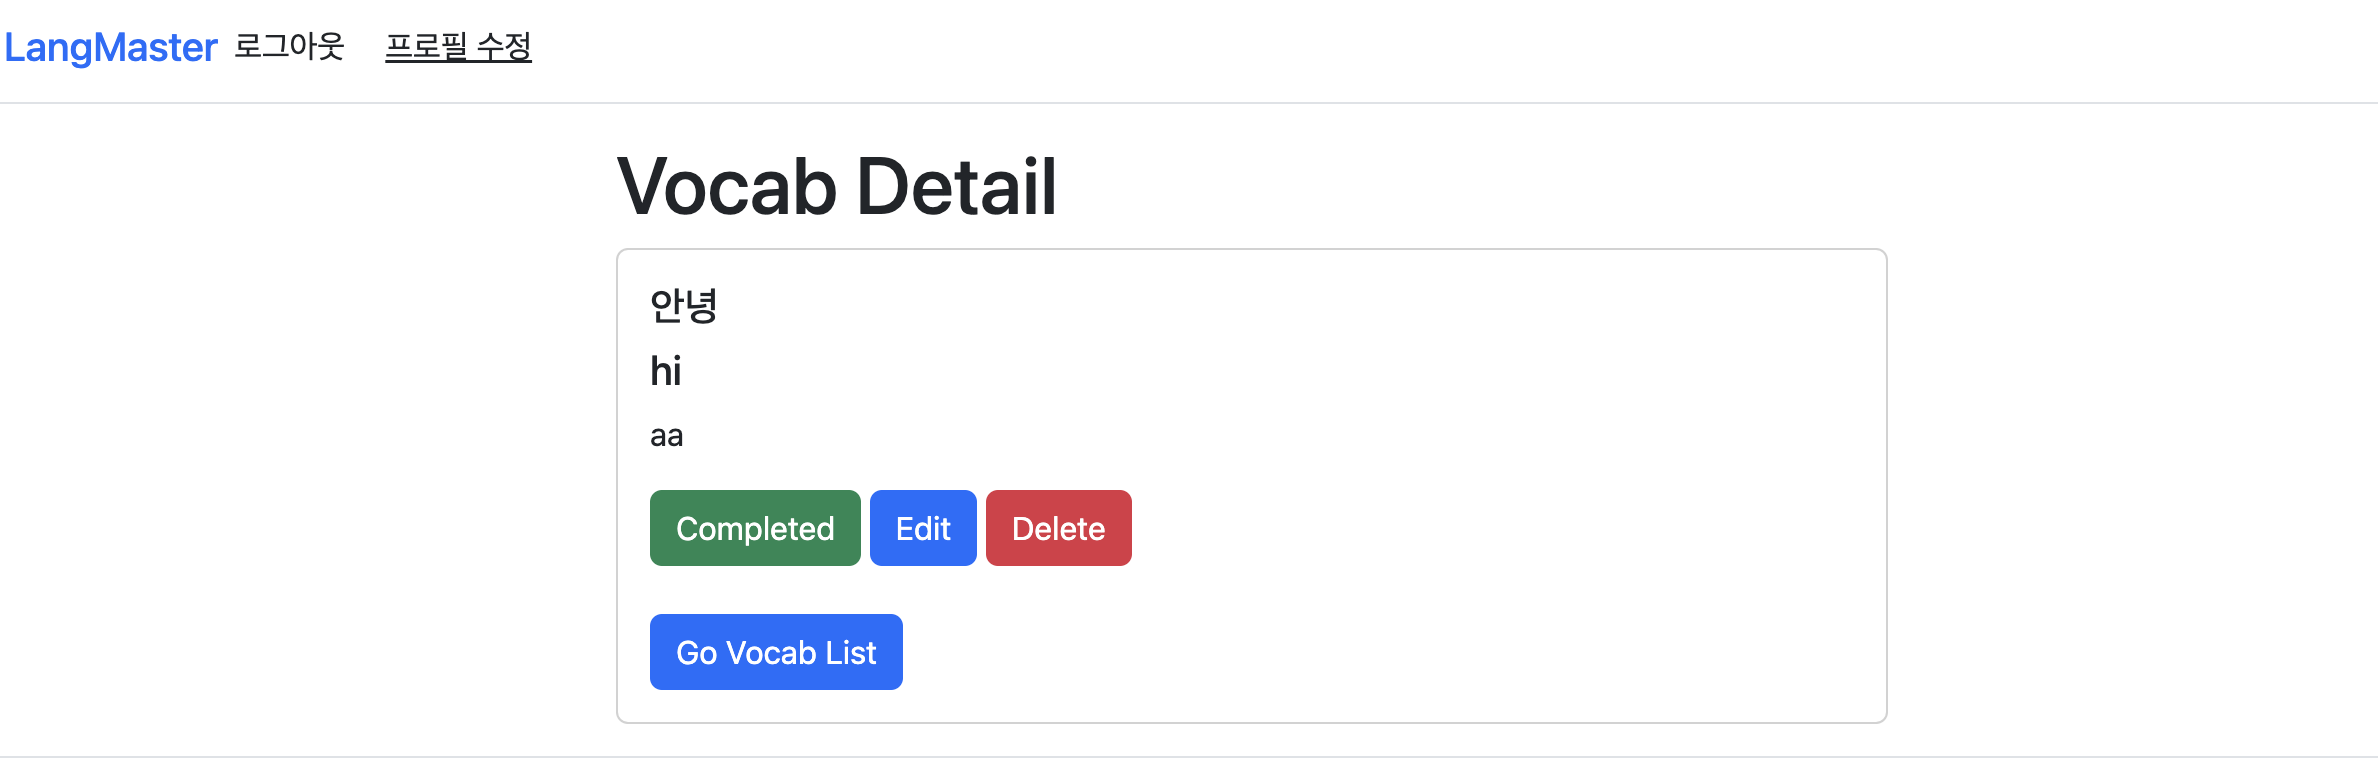 LangMaster 로그아웃 프로필 수정
Vocab Detail
안녕
hi
aa
Completed Edit Delete
Go Vocab List